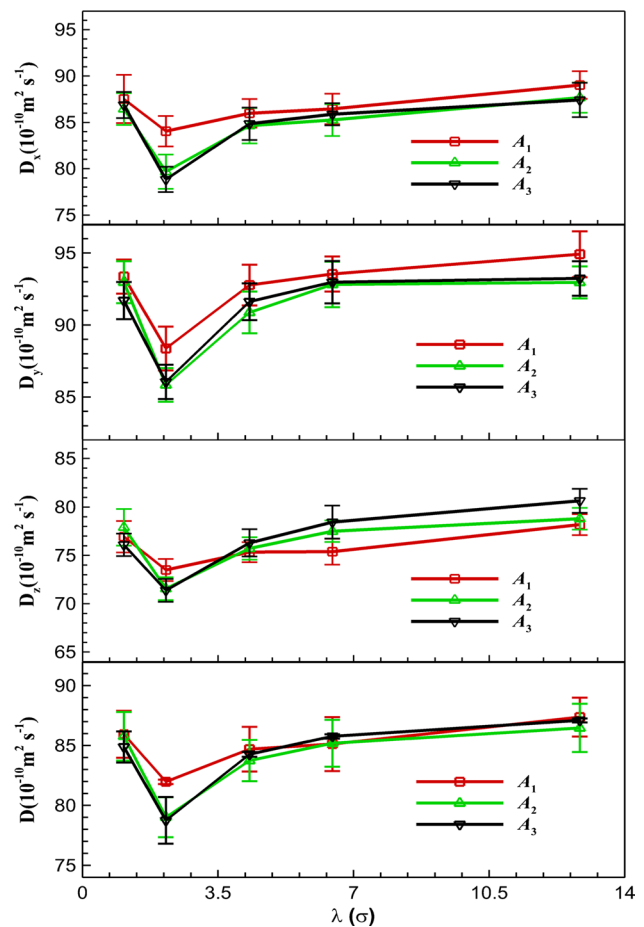 95
90
85
80
75
Dx(10-10m2 s-1)
A1
A2
A3
95
90
85
Dy(10-10m2 s-1)
A1
A2
A3
85
80
75
70
65
Dz(10-10m2 s-1)
A1
A2
A3
90
85
80
75
D(10-10m2 s-1)
A1
A2
A3
0 3.5 7 10.5 14
λ (σ)